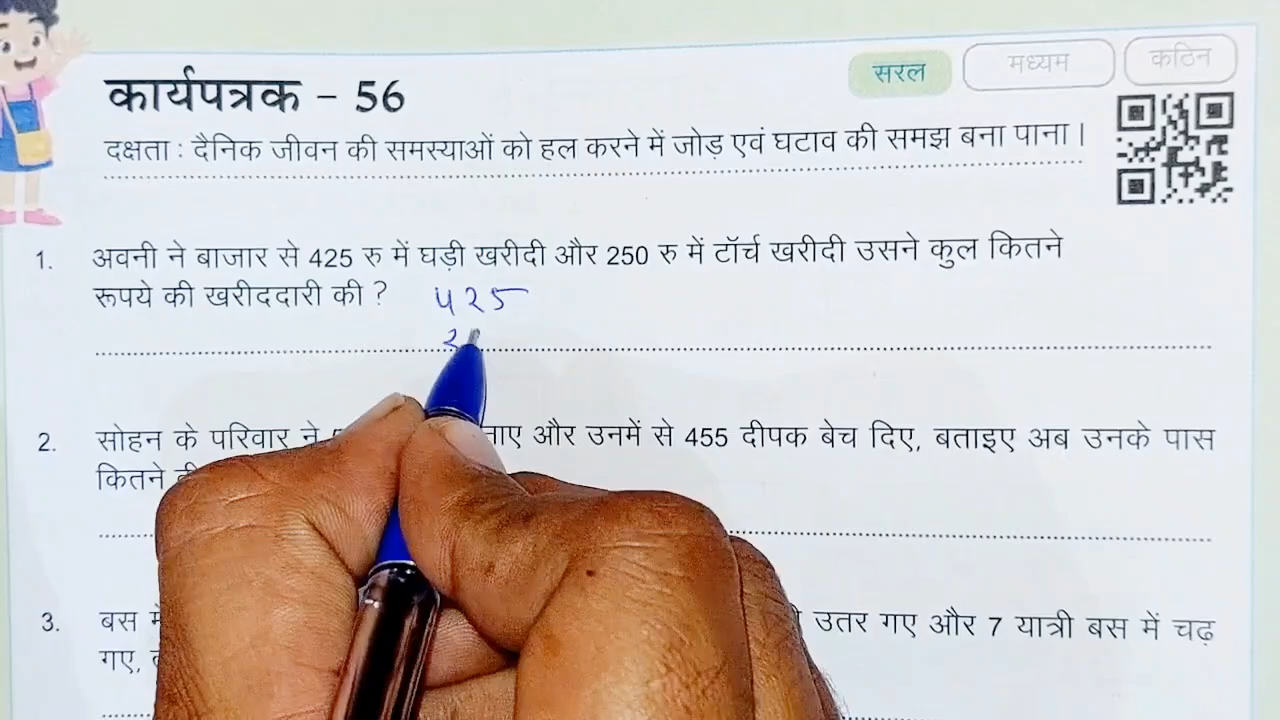 सरल मध्यम कठिन
कार्यपत्रक - 56
दक्षता : दैनिक जीवन की समस्याओं को हल करने में जोड़ एवं घटाव की समझ बना पाना।
1. अवनी ने बाजार से 425 रु में घड़ी खरीदी और 250 रु में टॉर्च खरीदी उसने कुल कितने
रूपये की खरीददारी की ? 425
2
2. सोहन के परिवार ने और उनमें से 455 दीपक बेच दिए, बताइए अब उनके पास
कितने
3. बस उतर गए और 7 यात्री बस में चढ़
गए,